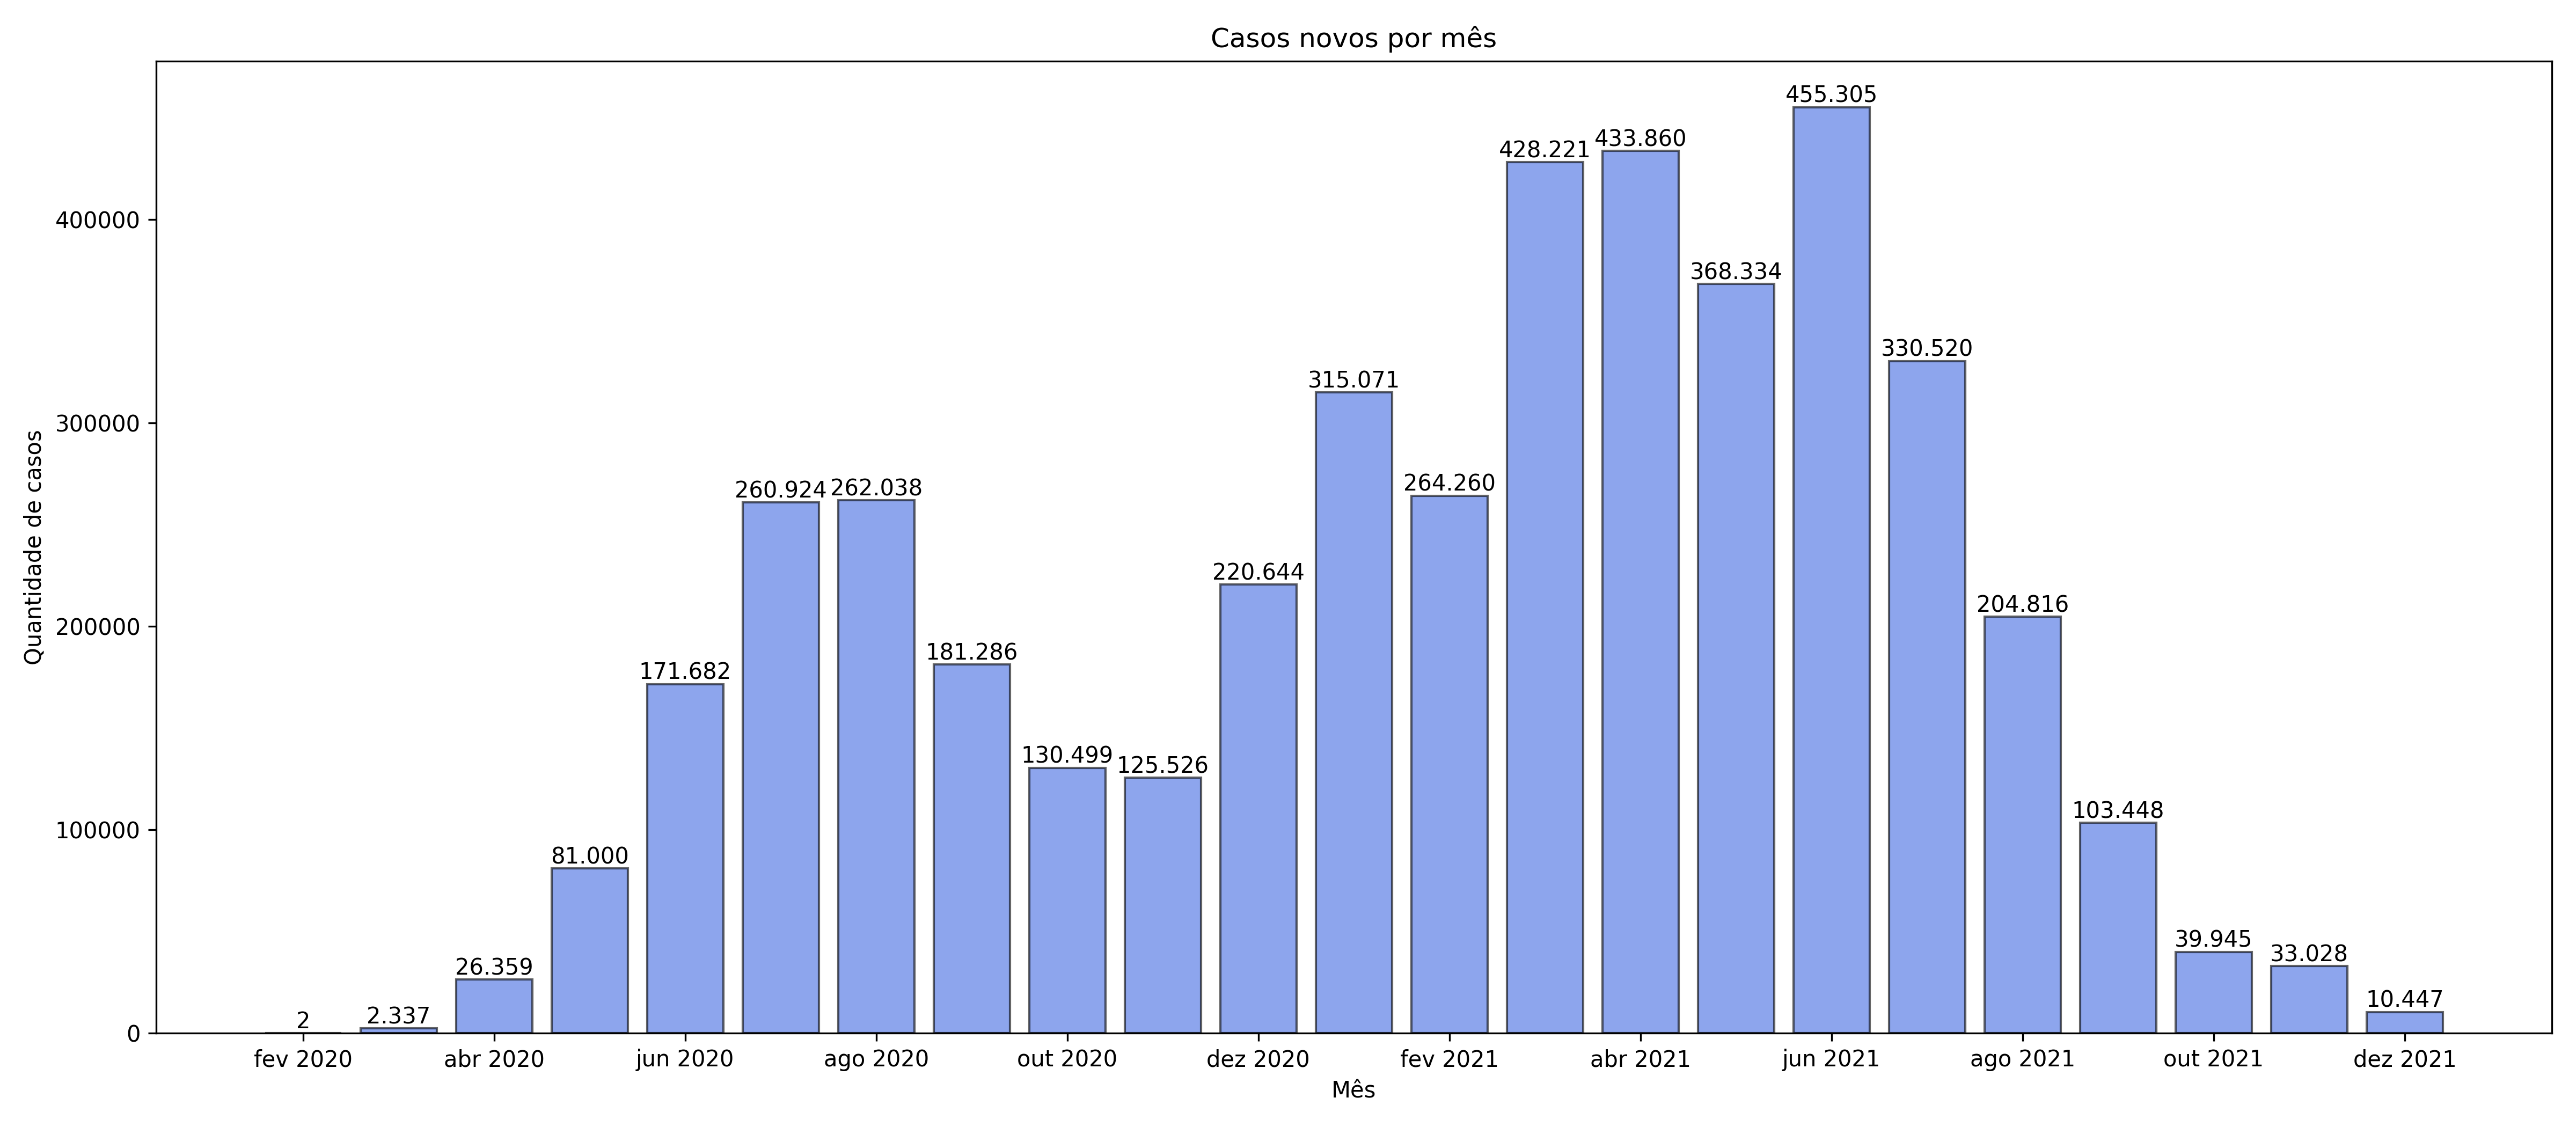 Casos novos por mês
Quantidade de casos
400000
300000
200000
100000
0
2
2.337
26.359
81.000
171.682
260.924
262.038
181.286
130.499
125.526
220.644
315.071
264.260
428.221
433.860
368.334
455.305
330.520
204.816
103.448
39.945
33.028
10.447
fev 2020
abr 2020
jun 2020
ago 2020
out 2020
dez 2020
fev 2021
abr 2021
jun 2021
ago 2021
out 2021
dez 2021
Mês